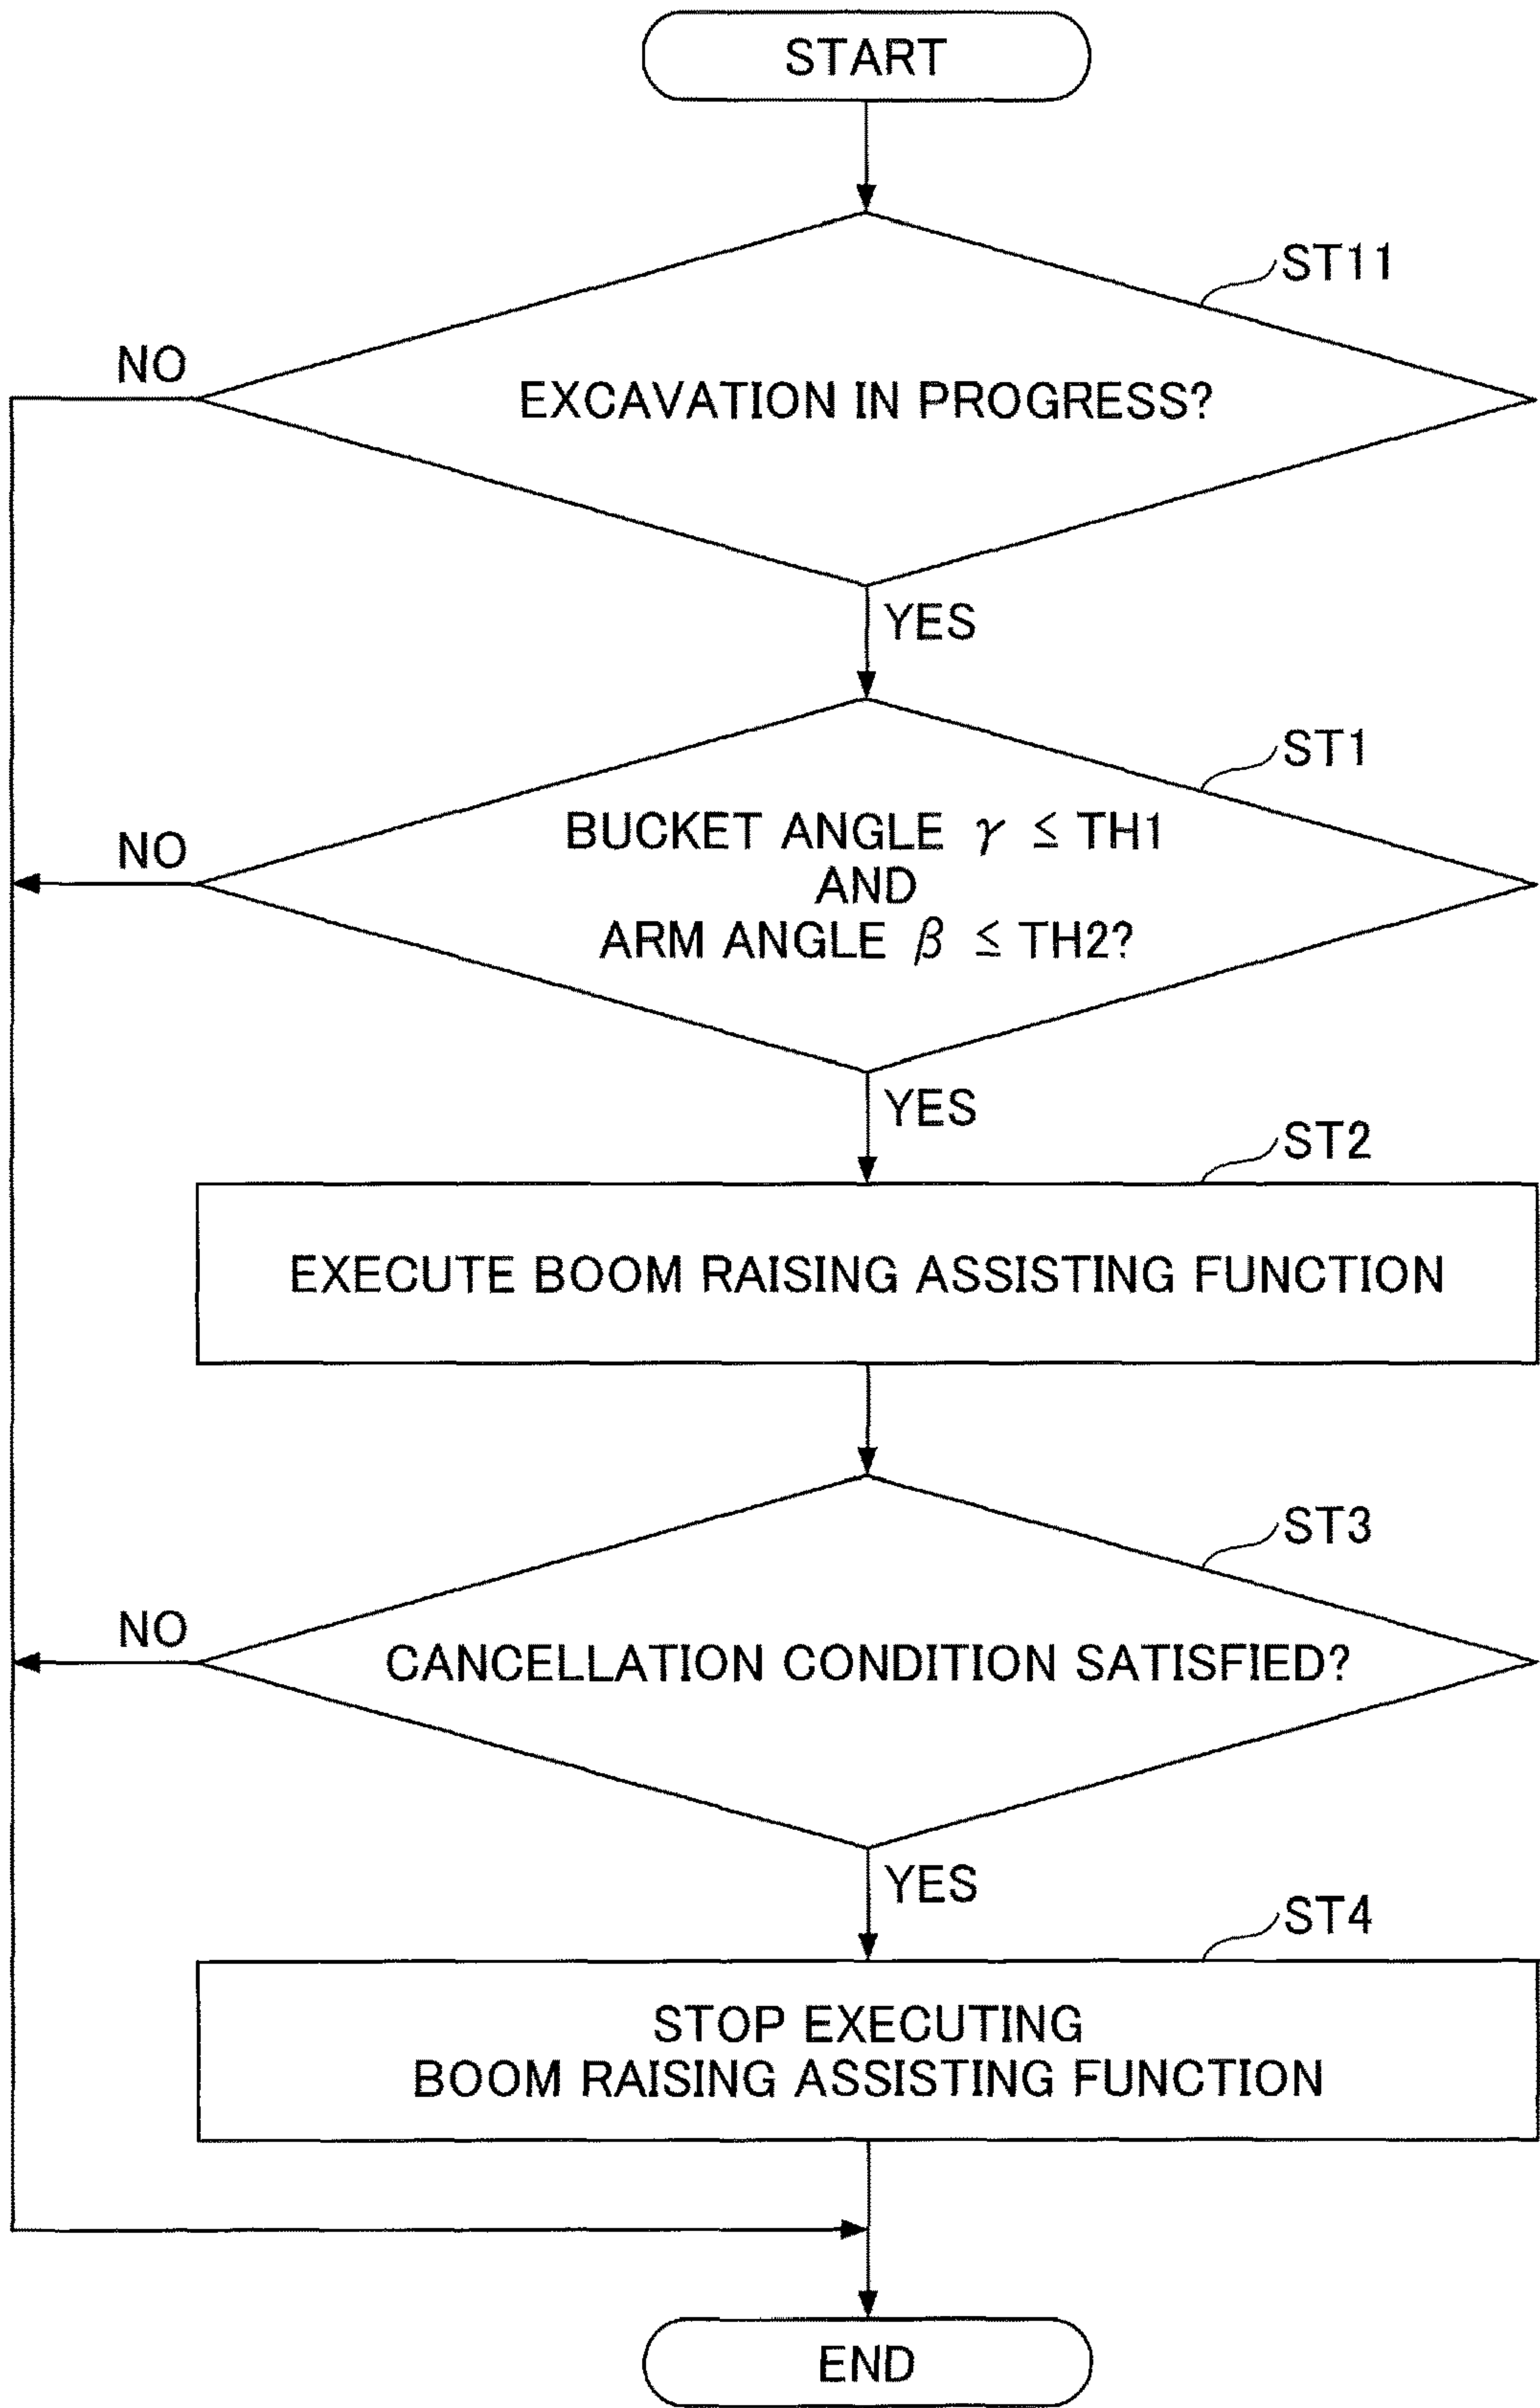 START
ST11
NO
EXCAVATION IN PROGRESS?
YES
ST1
NO
BUCKET ANGLE γ ≤ TH1
AND
ARM ANGLE β ≤ TH2?
YES
ST2
EXECUTE BOOM RAISING ASSISTING FUNCTION
ST3
NO
CANCELLATION CONDITION SATISFIED?
YES
ST4
STOP EXECUTING
BOOM RAISING ASSISTING FUNCTION
END